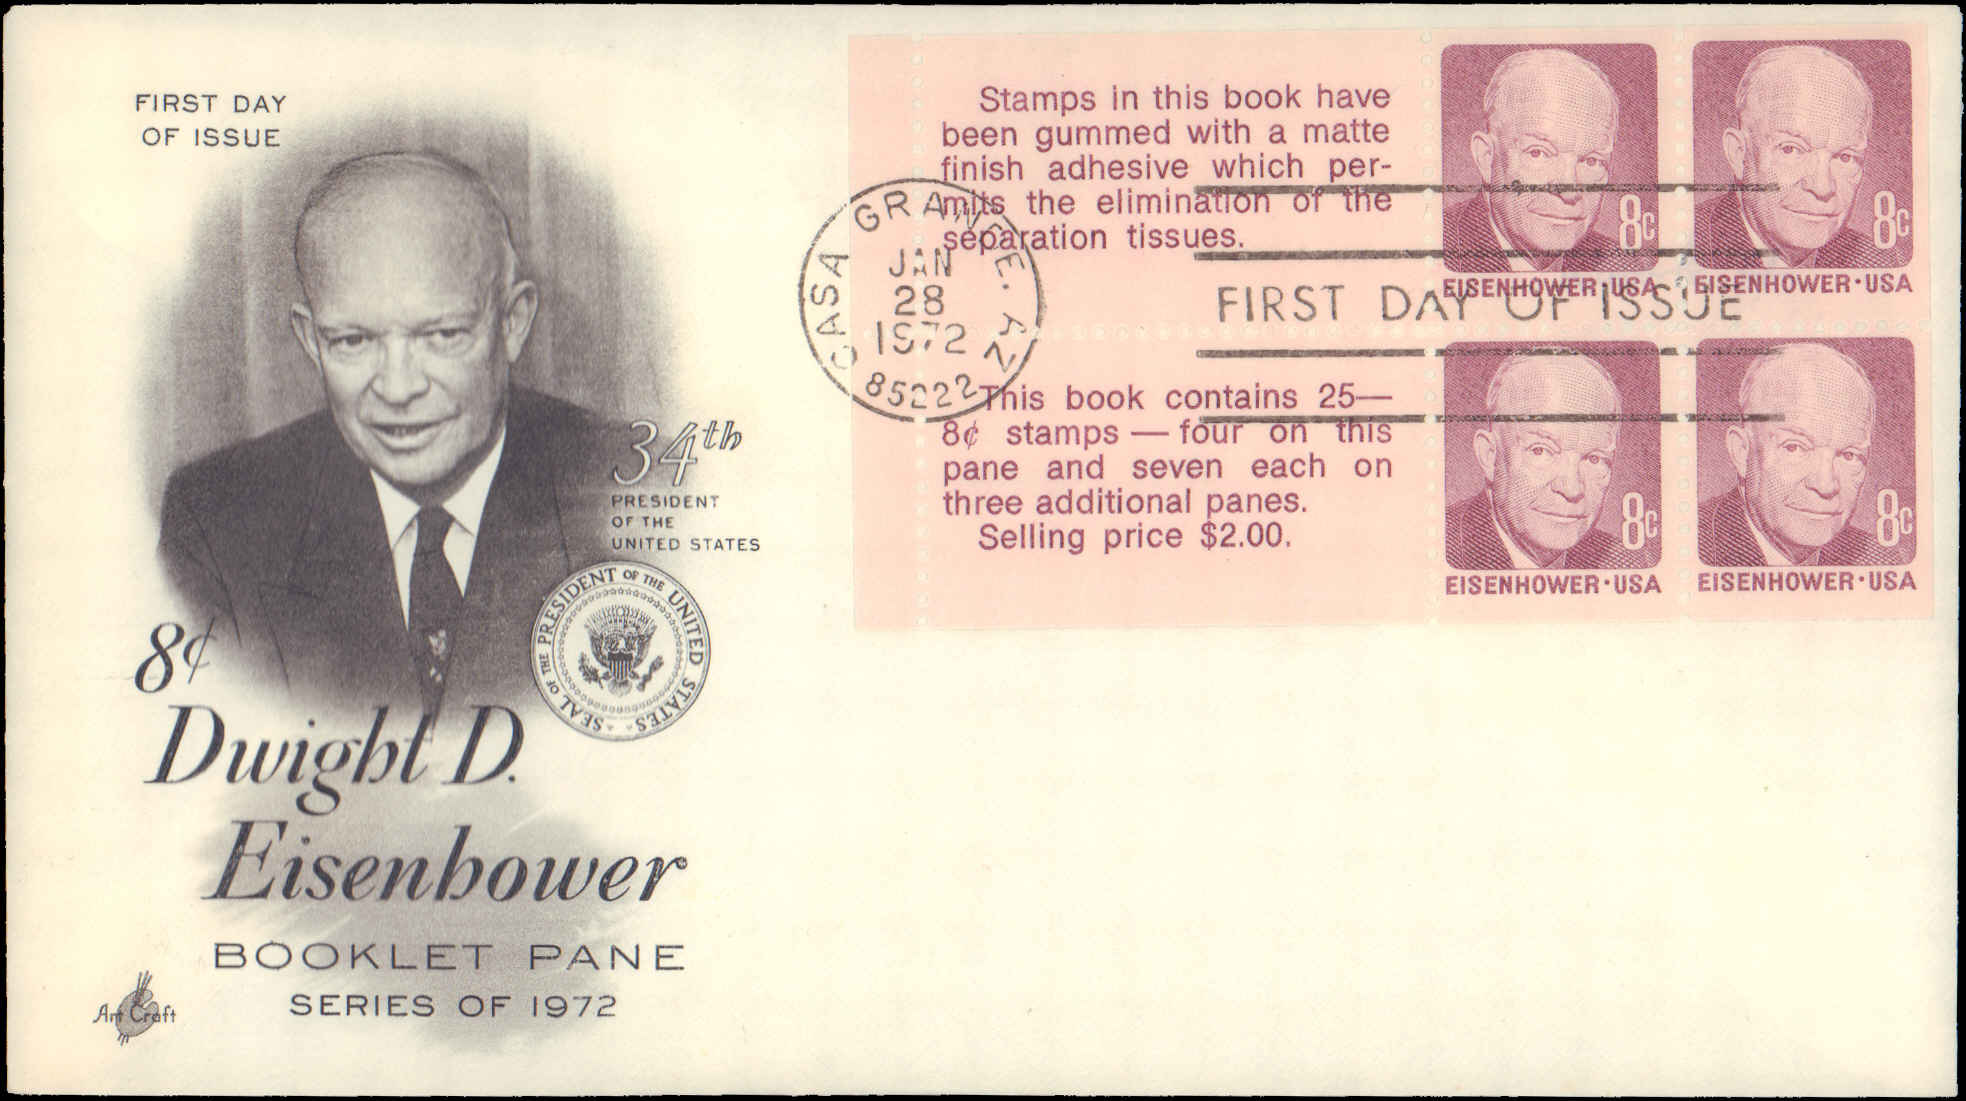 FIRST DAY
OF ISSUE
34th
PRESIDENT
OF THE
UNITED STATES
SEAL OF THE PRESIDENT OF THE UNITED STATES
8¢
Dwight D.
Eisenhower
BOOKLET PANE
SERIES OF 1972
Art Craft
CASA GRANDE. AZ
JAN
28
1972
85222
Stamps in this book have
been gummed with a matte
finish adhesive which per-
mits the elimination of the
separation tissues.
This book contains 25—
8¢ stamps — four on this
pane and seven each on
three additional panes.
Selling price $2.00.
FIRST DAY OF ISSUE
8c
EISENHOWER·USA
8c
EISENHOWER·USA
8c
EISENHOWER·USA
8c
EISENHOWER·USA